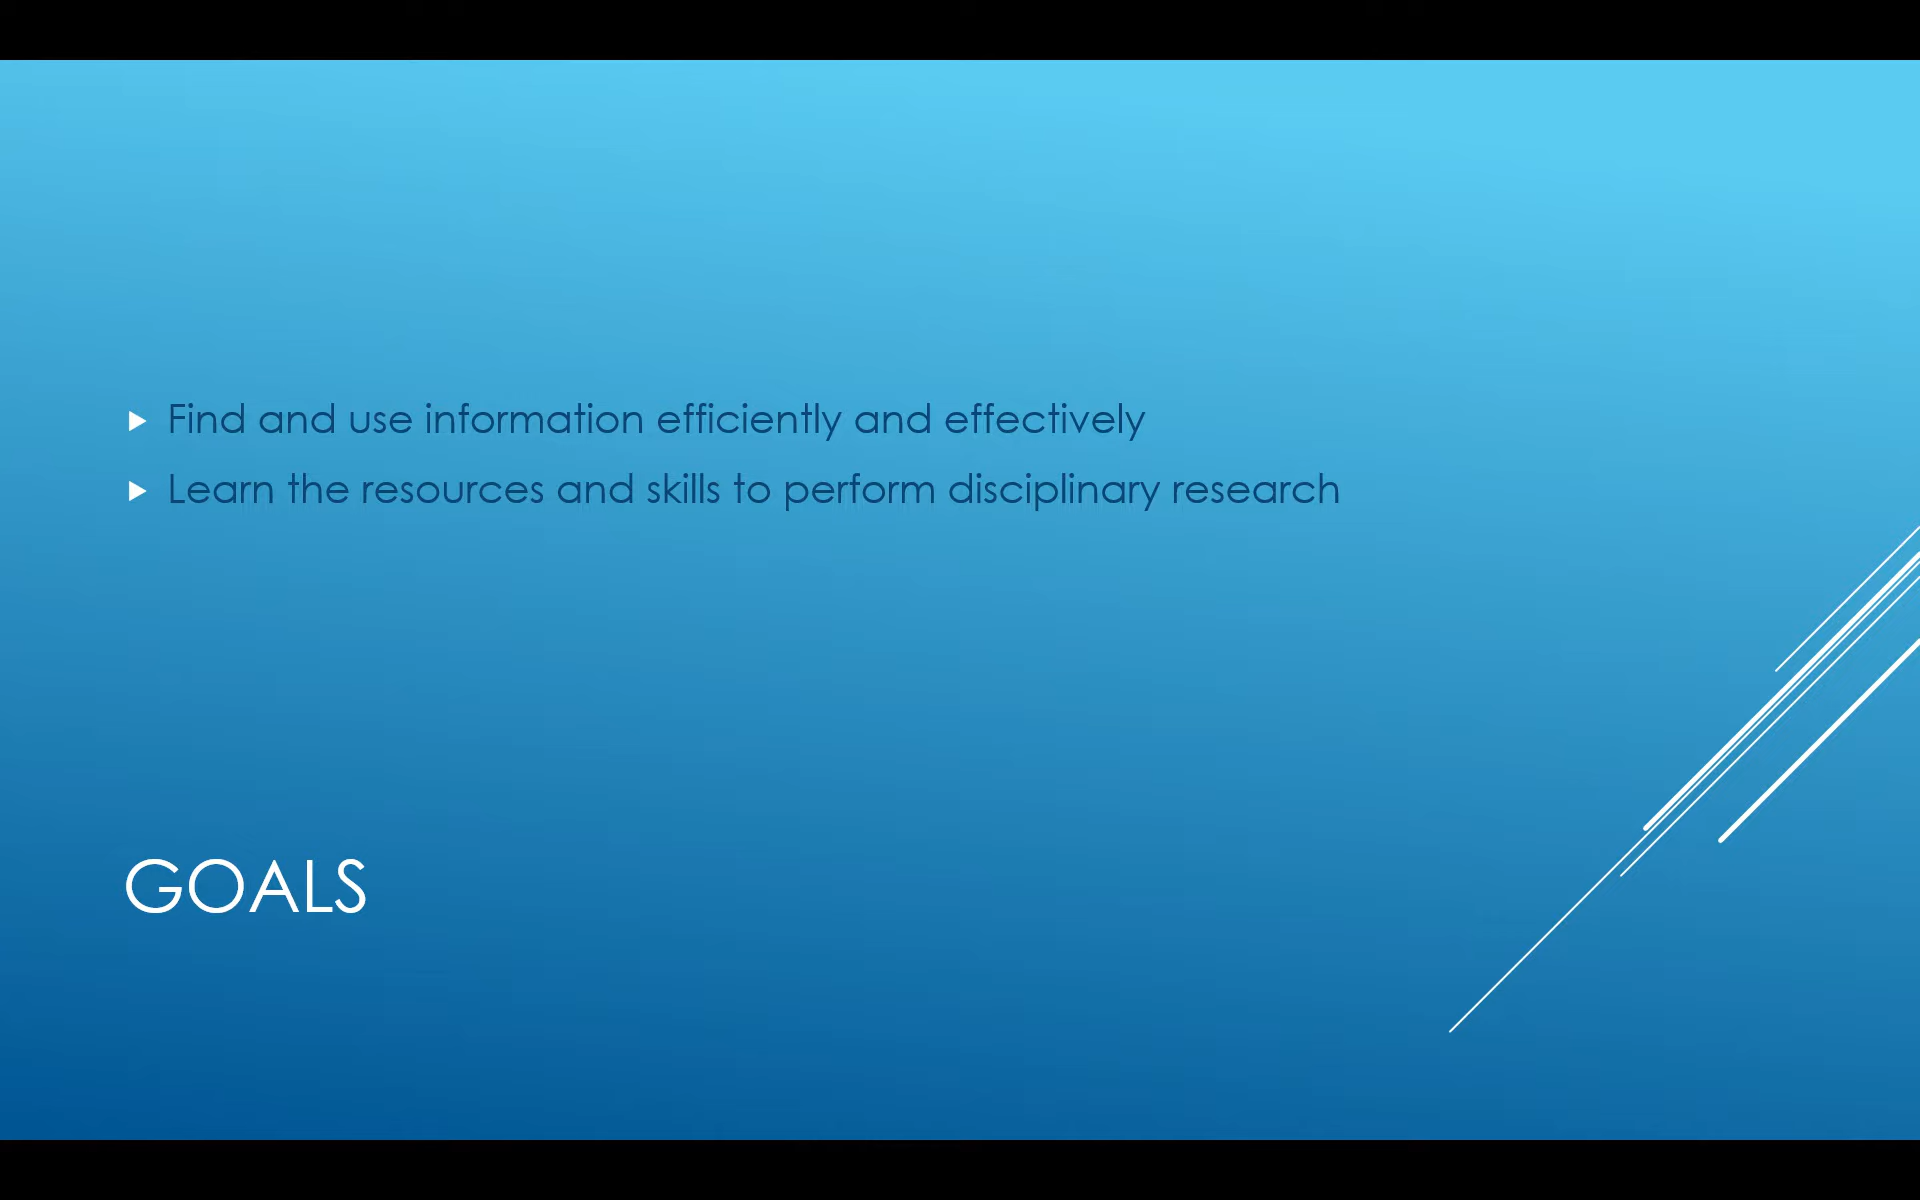 Find and use information efficiently and effectively
Learn the resources and skills to perform disciplinary research
GOALS